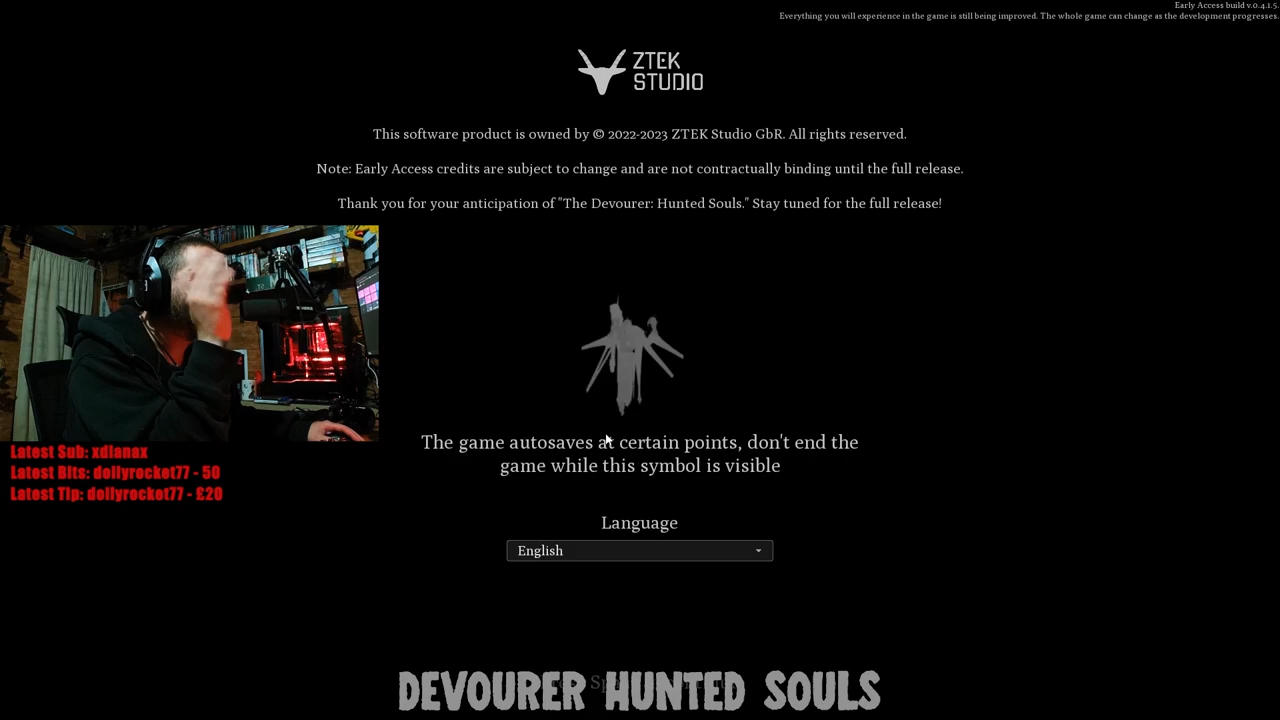 Early Access build v.0.4.1.5.
Everything you will experience in the game is still being improved. The whole game can change as the development progresses.
ZTEK
STUDIO
This software product is owned by © 2022-2023 ZTEK Studio GbR. All rights reserved.
Note: Early Access credits are subject to change and are not contractually binding until the full release.
Thank you for your anticipation of "The Devourer: Hunted Souls." Stay tuned for the full release!
The game autosaves at certain points, don't end the
game while this symbol is visible
Latest Sub: xdianax
Latest Bits: dollyrocket77 - 50
Latest Tip: dollyrocket77 - £20
Language
English
DEVOURER HUNTED SOULS